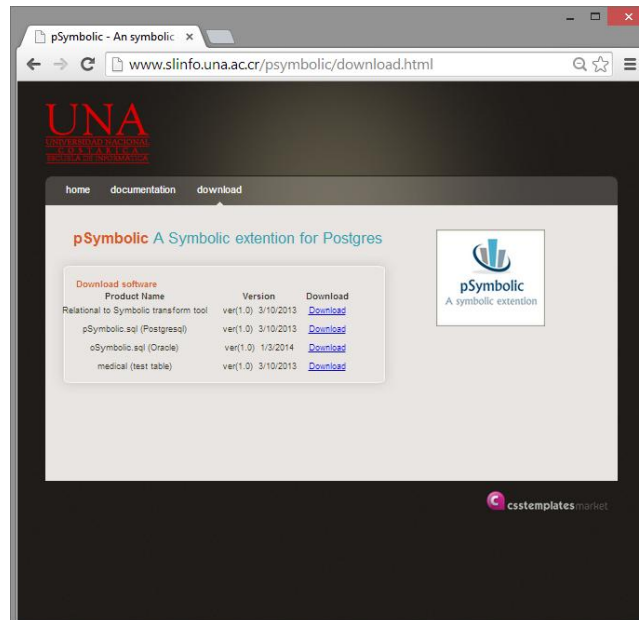 pSymbolic - An symbolic
www.slinfo.una.ac.cr/psymbolic/download.html
UNA
UNIVERSIDAD NACIONAL
COSTA RICA
ESCUELA DE INFORMATICA
home documentation download
pSymbolic A Symbolic extention for Postgres
Download software
Product Name Version Download
Relational to Symbolic transform tool ver(1.0) 3/10/2013 Download
pSymbolic.sql (Postgresql) ver(1.0) 3/10/2013 Download
oSymbolic.sql (Oracle) ver(1.0) 1/3/2014 Download
medical (test table) ver(1.0) 3/10/2013 Download
pSymbolic
A symbolic extention
csstemplatesmarket